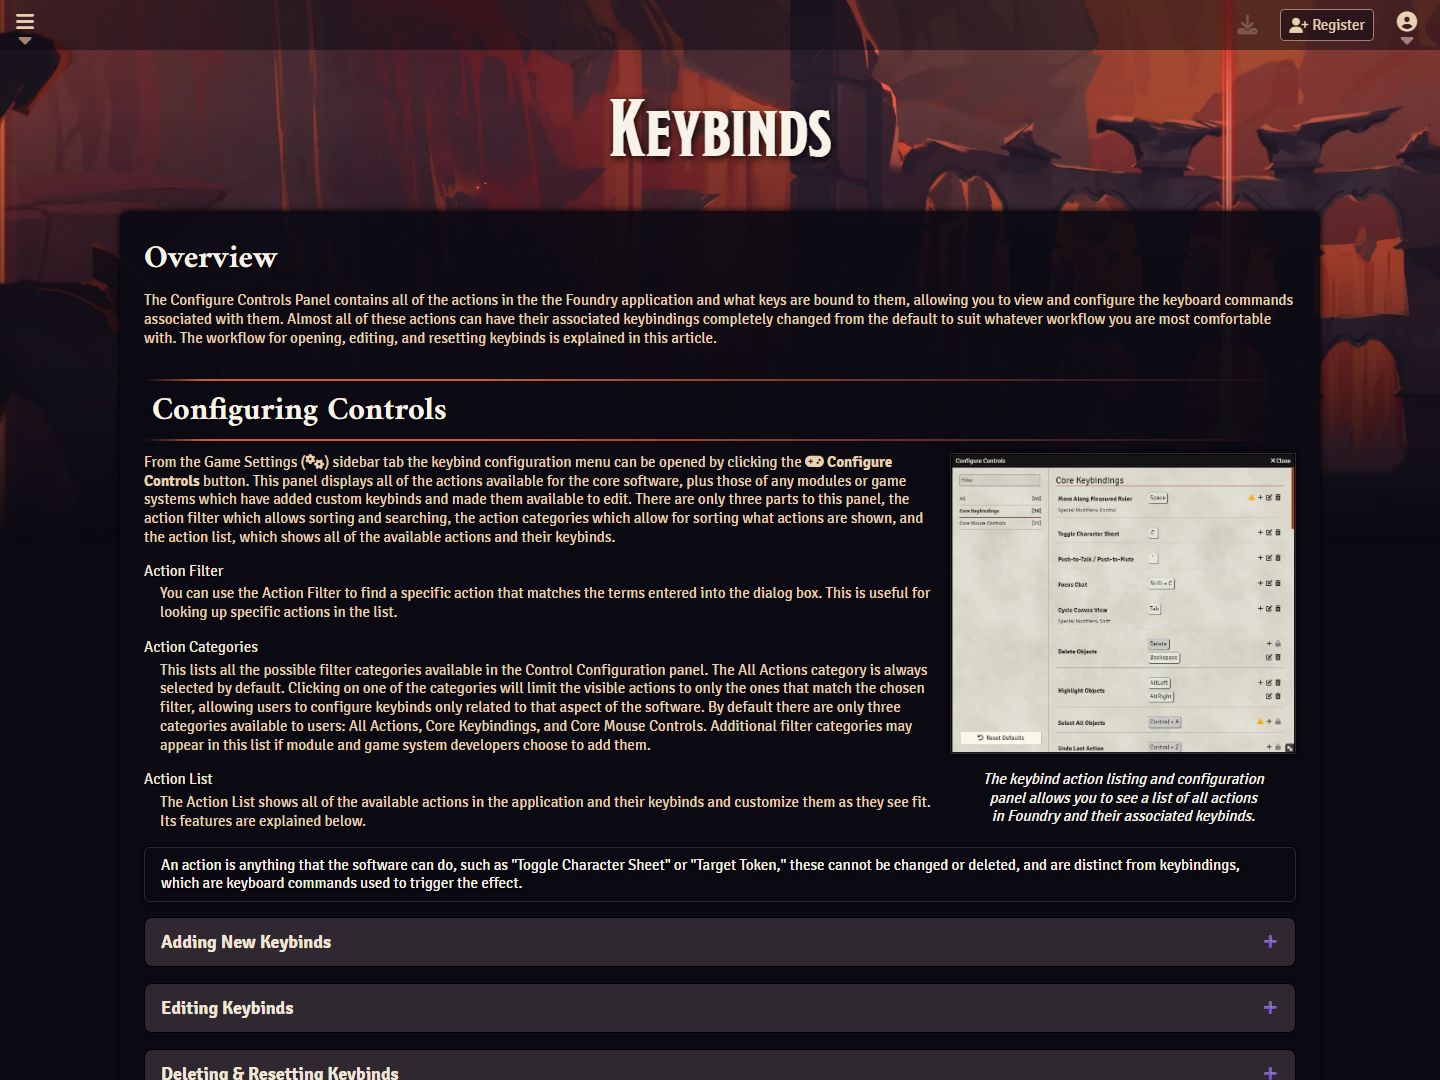 Register
Keybinds
Overview
The Configure Controls Panel contains all of the actions in the the Foundry application and what keys are bound to them, allowing you to view and configure the keyboard commands
associated with them. Almost all of these actions can have their associated keybindings completely changed from the default to suit whatever workflow you are most comfortable
with. The workflow for opening, editing, and resetting keybinds is explained in this article.
Configuring Controls
From the Game Settings () sidebar tab the keybind configuration menu can be opened by clicking the Configure
Controls button. This panel displays all of the actions available for the core software, plus those of any modules or game
systems which have added custom keybinds and made them available to edit. There are only three parts to this panel, the
action filter which allows sorting and searching, the action categories which allow for sorting what actions are shown, and
the action list, which shows all of the available actions and their keybinds.
Action Filter
You can use the Action Filter to find a specific action that matches the terms entered into the dialog box. This is useful for
looking up specific actions in the list.
Action Categories
This lists all the possible filter categories available in the Control Configuration panel. The All Actions category is always
selected by default. Clicking on one of the categories will limit the visible actions to only the ones that match the chosen
filter, allowing users to configure keybinds only related to that aspect of the software. By default there are only three
categories available to users: All Actions, Core Keybindings, and Core Mouse Controls. Additional filter categories may
appear in this list if module and game system developers choose to add them.
Action List
The Action List shows all of the available actions in the application and their keybinds and customize them as they see fit.
Its features are explained below.
Configure Controls
Close
Filter
All
Core Keybindings
Core Mouse Controls
Reset Defaults
Core Keybindings
Move Along Measured Ruler Space
Special Modifiers: Control
Toggle Character Sheet C
Push-to-Talk / Push-to-Mute
Focus Chat Shift + C
Cycle Canvas View Tab
Special Modifiers: Shift
Delete Objects Delete
Backspace
Highlight Objects AltLeft
AltRight
Select All Objects Control + A
Undo Last Action Control + Z
The keybind action listing and configuration
panel allows you to see a list of all actions
in Foundry and their associated keybinds.
An action is anything that the software can do, such as "Toggle Character Sheet" or "Target Token," these cannot be changed or deleted, and are distinct from keybindings,
which are keyboard commands used to trigger the effect.
Adding New Keybinds
Editing Keybinds
Deleting & Resetting Keybinds